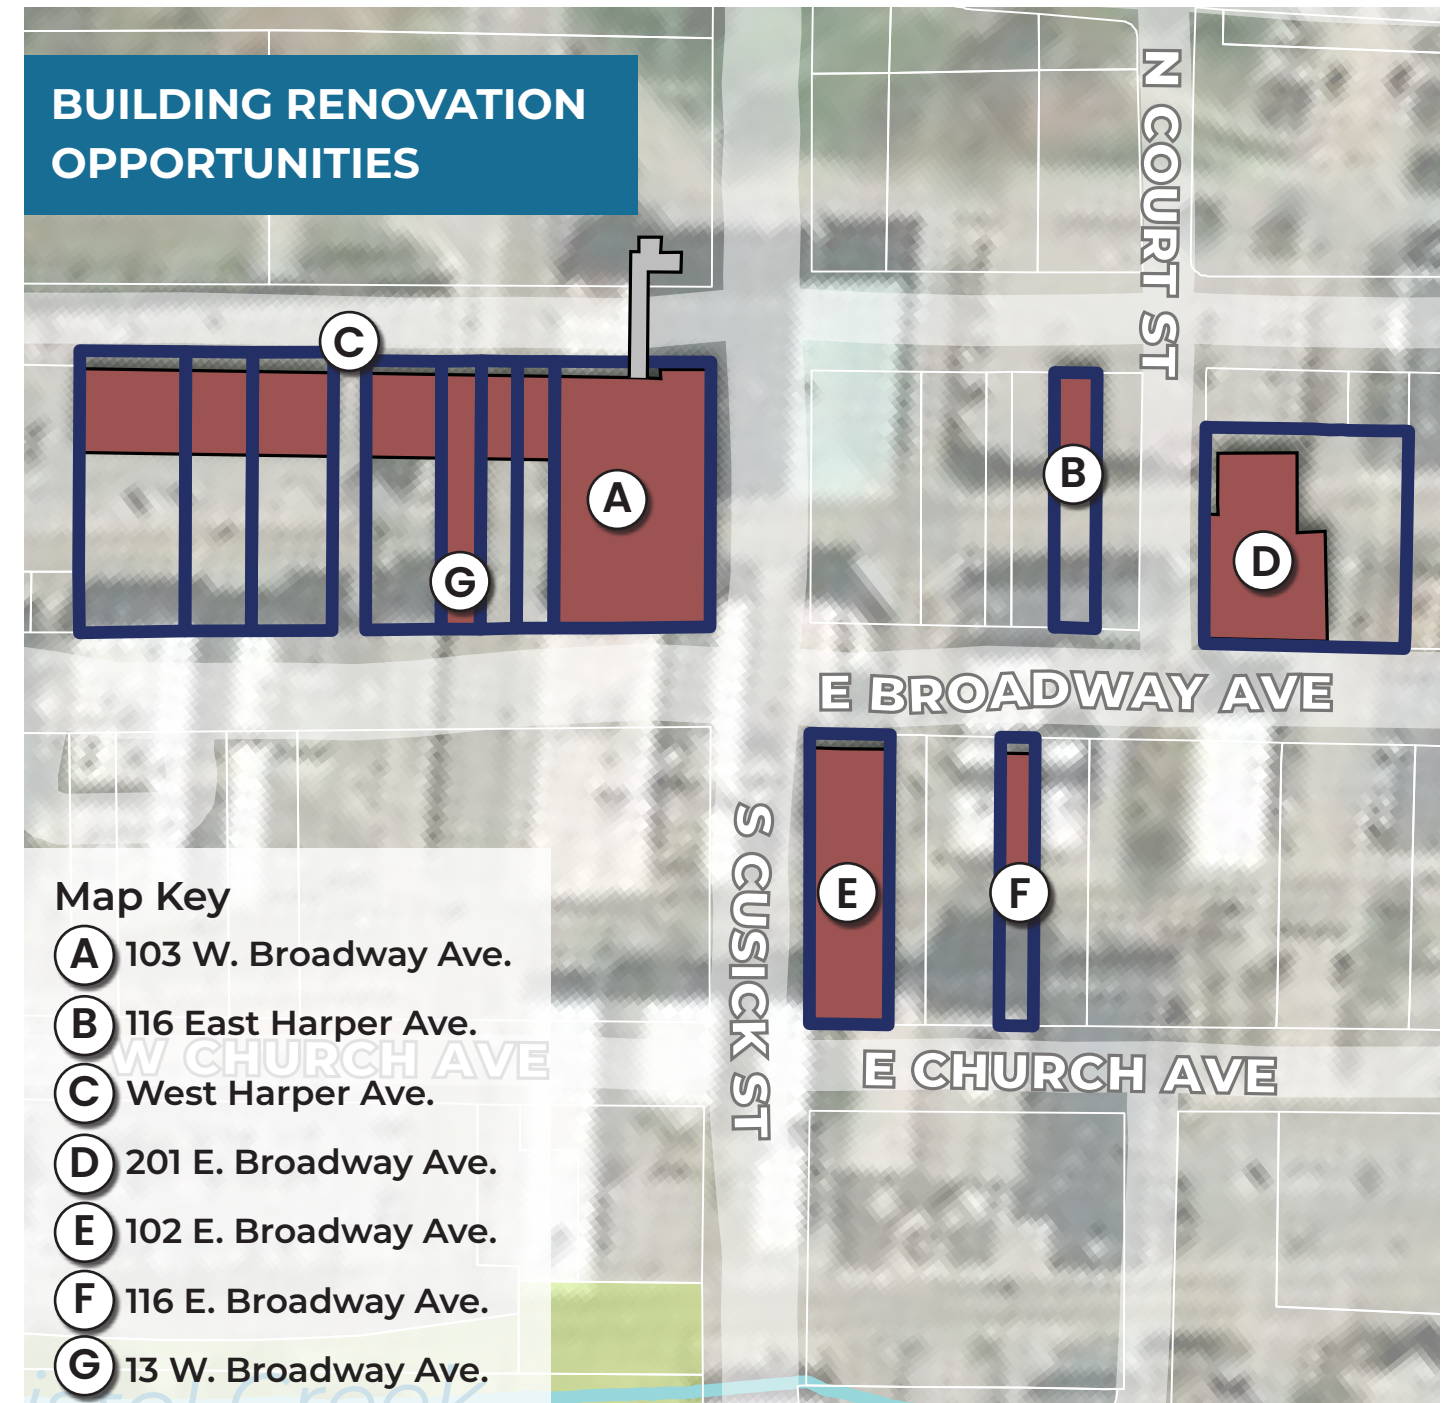 BUILDING RENOVATION
OPPORTUNITIES
N COURT ST
C
A
B
G
D
E BROADWAY AVE
S CUSICK ST
E
F
W CHURCH AVE
E CHURCH AVE
Map Key
A 103 W. Broadway Ave.
B 116 East Harper Ave.
C West Harper Ave.
D 201 E. Broadway Ave.
E 102 E. Broadway Ave.
F 116 E. Broadway Ave.
G 13 W. Broadway Ave.
Creek